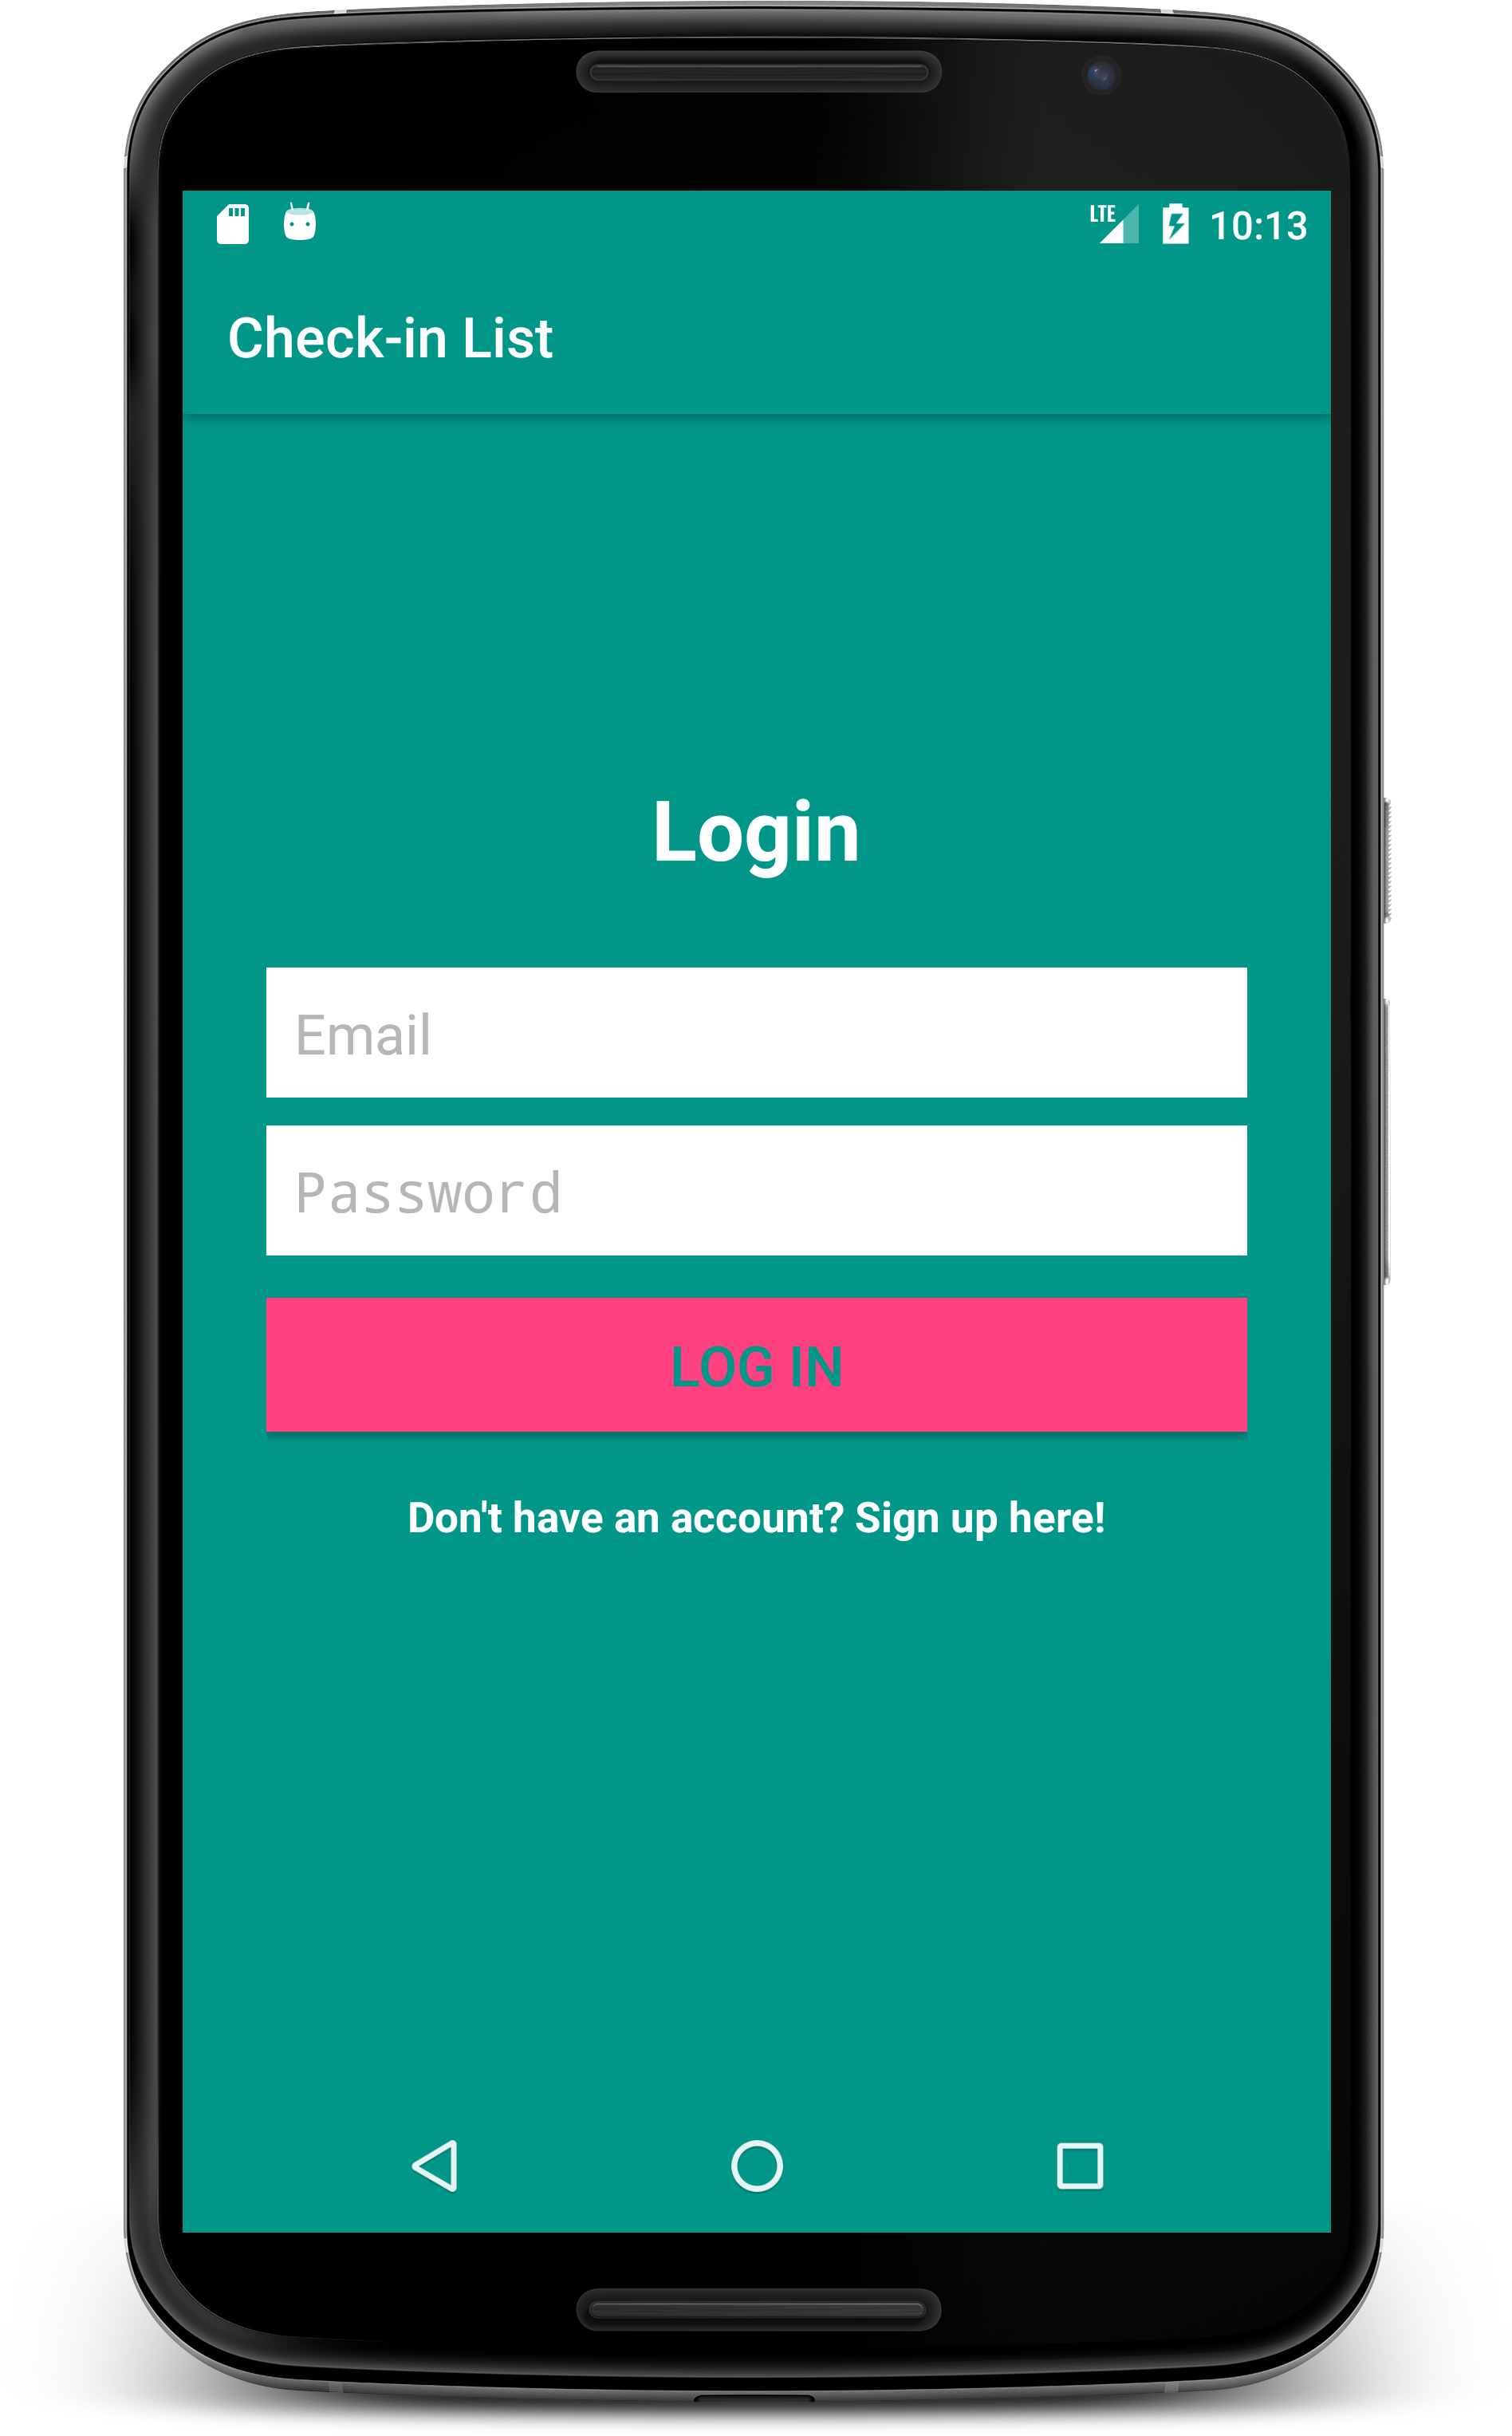 LTE 10:13
Check-in List
Login
Email
Password
LOG IN
Don't have an account? Sign up here!